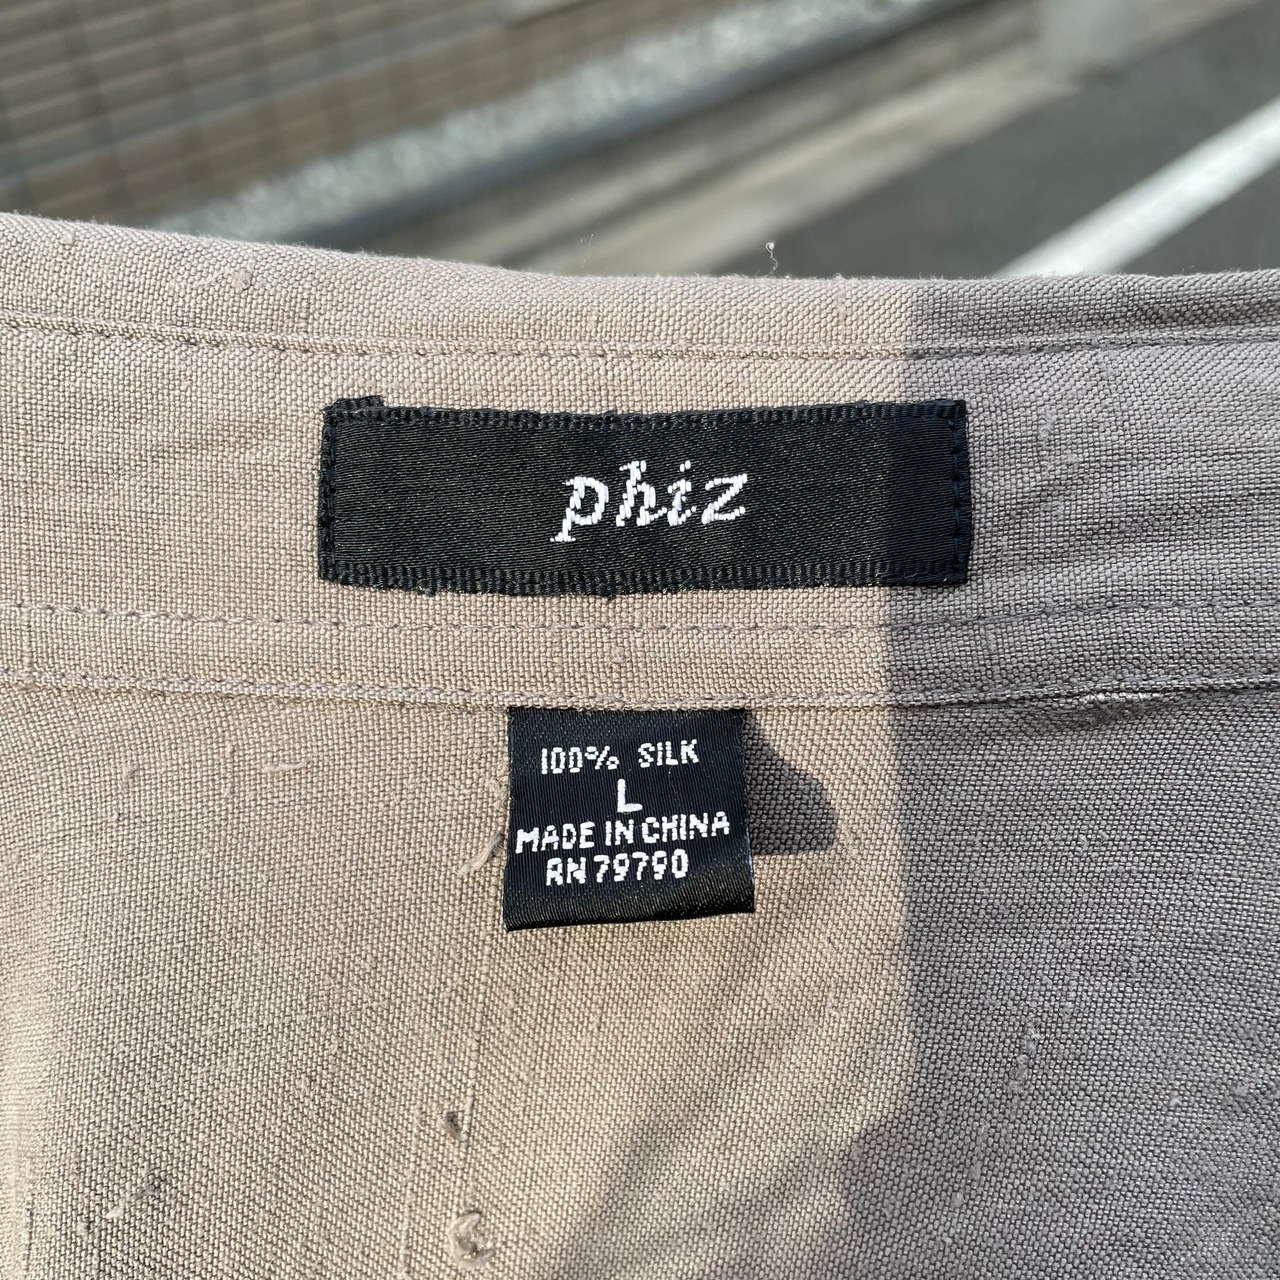 phiz
100% SILK
L
MADE IN CHINA
RN 79790